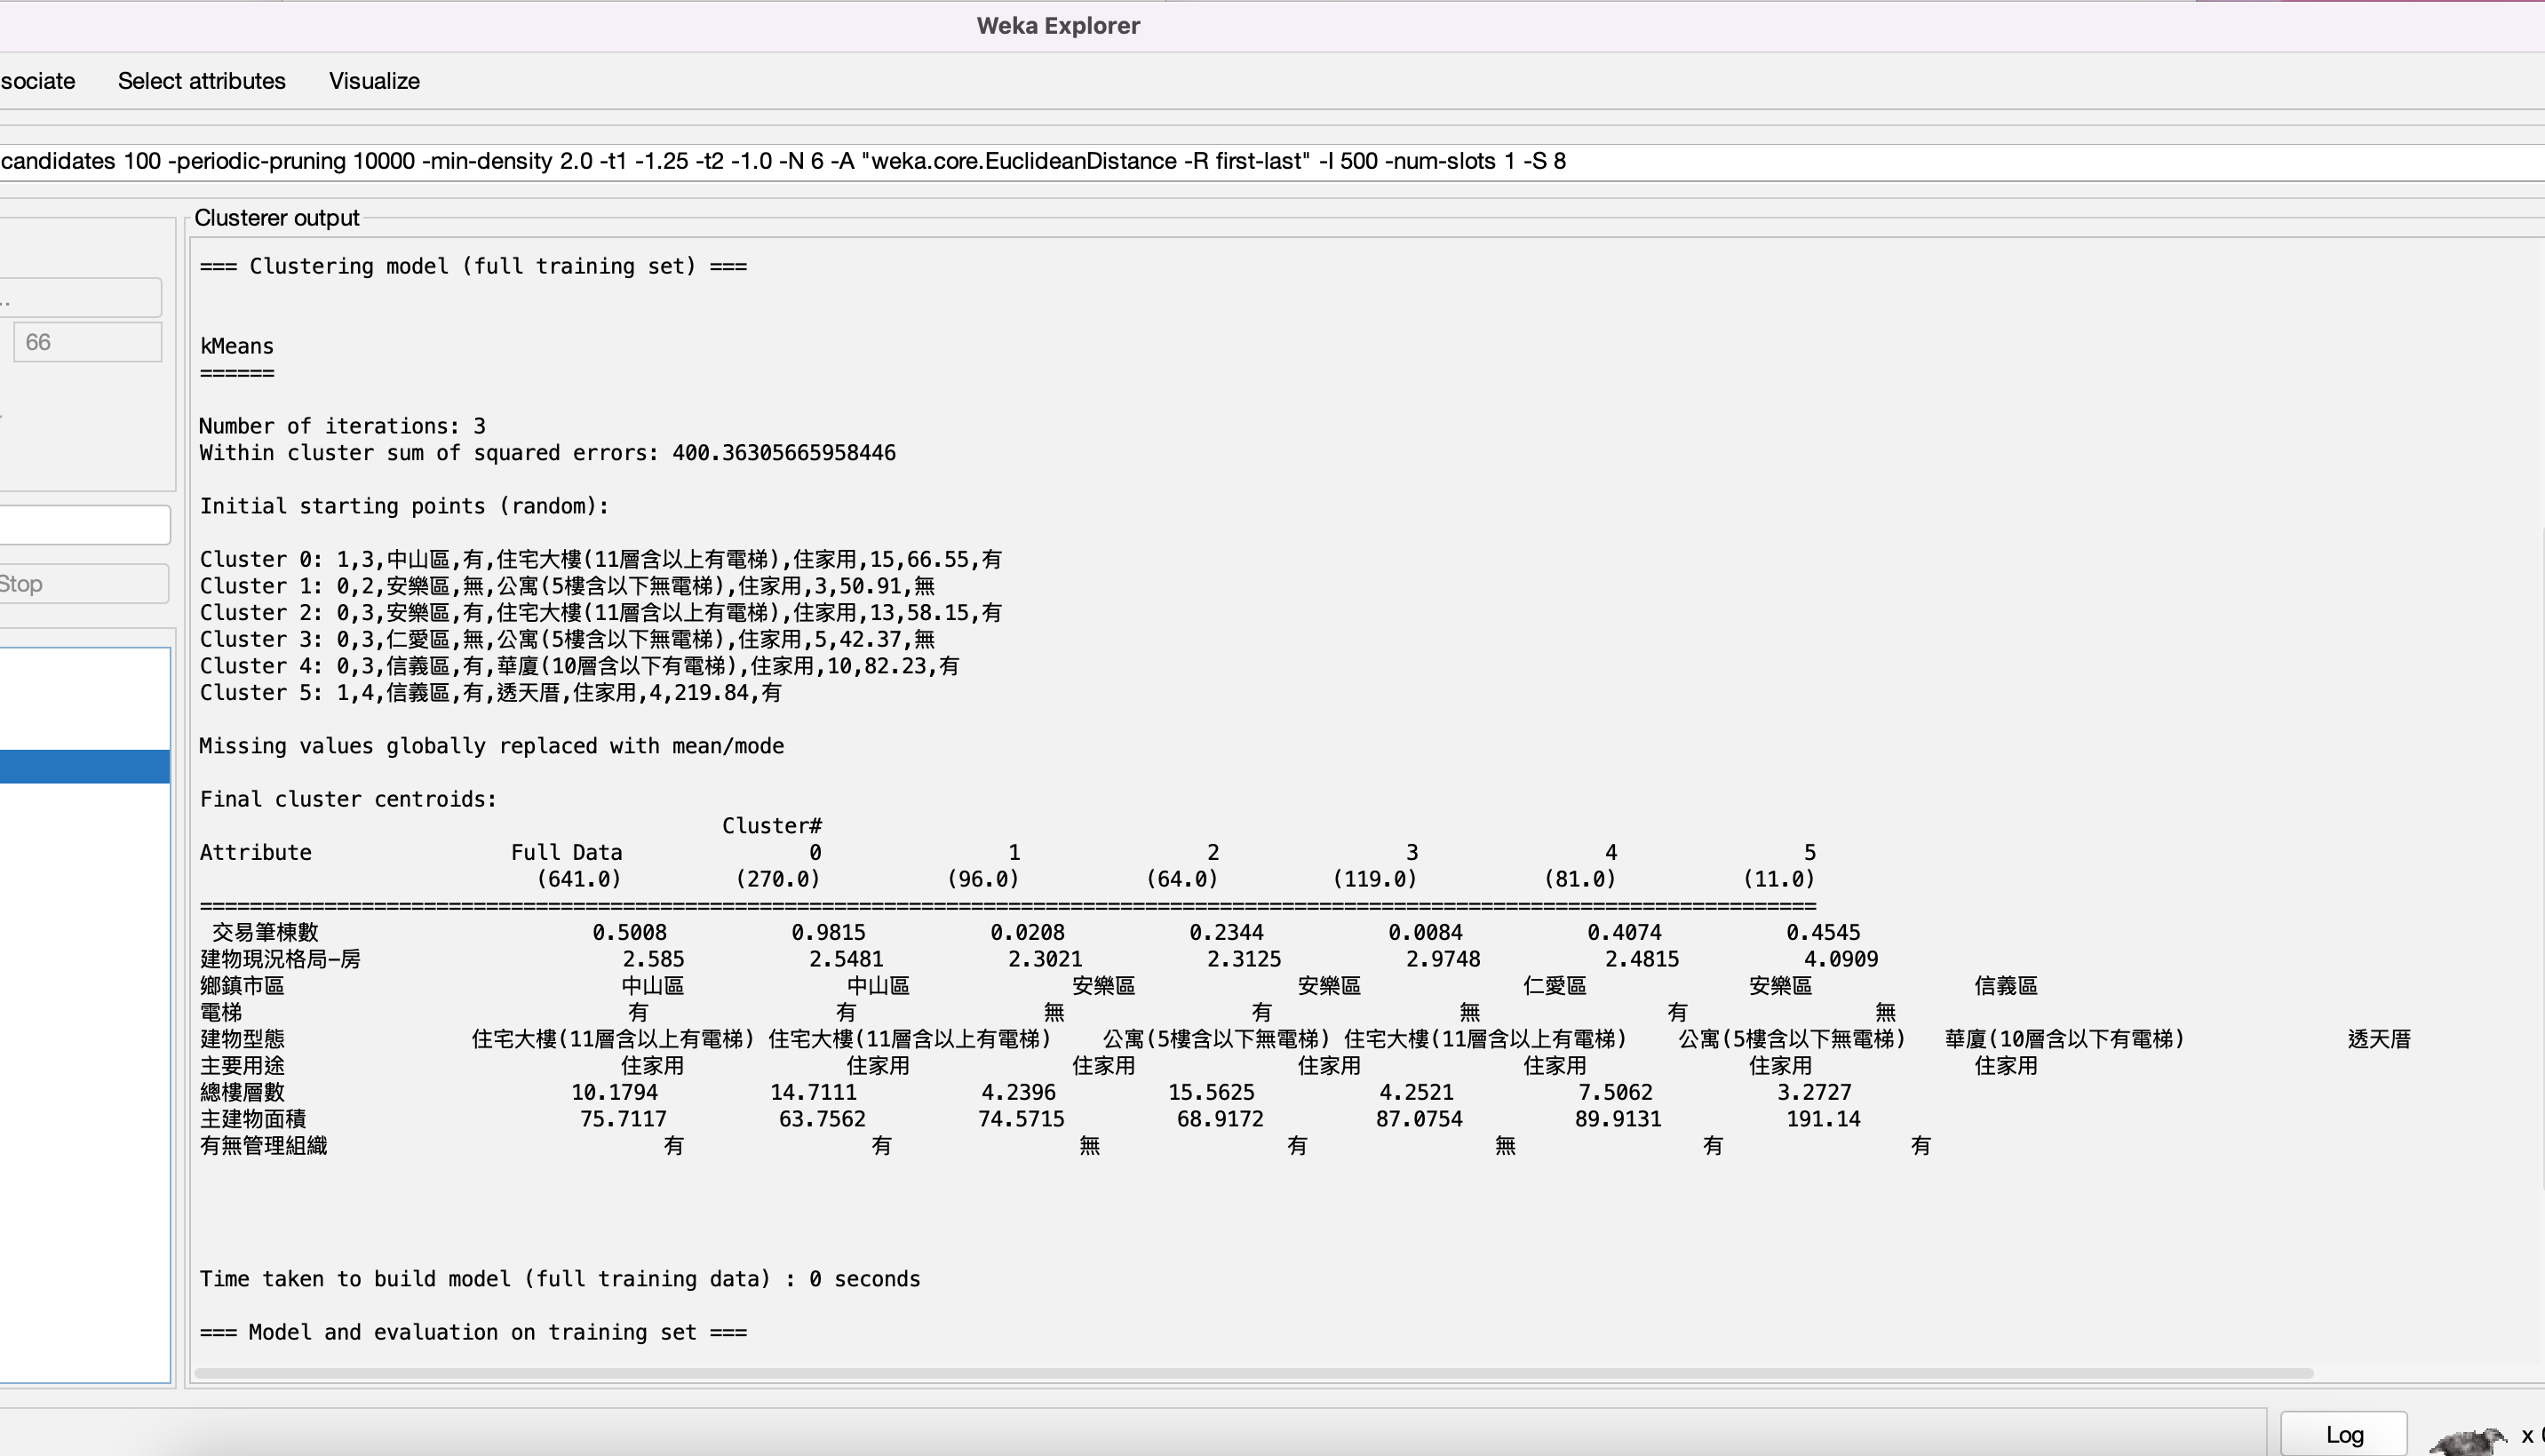 Weka Explorer
sociate Select attributes Visualize
candidates 100 -periodic-pruning 10000 -min-density 2.0 -t1 -1.25 -t2 -1.0 -N 6 -A "weka.core.EuclideanDistance -R first-last" -I 500 -num-slots 1 -S 8
Clusterer output
..
66
Stop
=== Clustering model (full training set) ===
kMeans
======
Number of iterations: 3
Within cluster sum of squared errors: 400.36305665958446
Initial starting points (random):
Cluster 0: 1,3,中山區,有,住宅大樓(11層含以上有電梯),住家用,15,66.55,有
Cluster 1: 0,2,安樂區,無,公寓(5樓含以下無電梯),住家用,3,50.91,無
Cluster 2: 0,3,安樂區,有,住宅大樓(11層含以上有電梯),住家用,13,58.15,有
Cluster 3: 0,3,仁愛區,無,公寓(5樓含以下無電梯),住家用,5,42.37,無
Cluster 4: 0,3,信義區,有,華廈(10層含以下有電梯),住家用,10,82.23,有
Cluster 5: 1,4,信義區,有,透天厝,住家用,4,219.84,有
Missing values globally replaced with mean/mode
Final cluster centroids:
Cluster#
Attribute Full Data 0 1 2 3 4 5
(641.0) (270.0) (96.0) (64.0) (119.0) (81.0) (11.0)
==================================================================================================================================
交易筆棟數 0.5008 0.9815 0.0208 0.2344 0.0084 0.4074 0.4545
建物現況格局-房 2.585 2.5481 2.3021 2.3125 2.9748 2.4815 4.0909
鄉鎮市區 中山區 中山區 安樂區 安樂區 仁愛區 安樂區 信義區
電梯 有 有 無 有 無 有 無
建物型態 住宅大樓(11層含以上有電梯) 住宅大樓(11層含以上有電梯) 公寓(5樓含以下無電梯) 住宅大樓(11層含以上有電梯) 公寓(5樓含以下無電梯) 華廈(10層含以下有電梯) 透天厝
主要用途 住家用 住家用 住家用 住家用 住家用 住家用 住家用
總樓層數 10.1794 14.7111 4.2396 15.5625 4.2521 7.5062 3.2727
主建物面積 75.7117 63.7562 74.5715 68.9172 87.0754 89.9131 191.14
有無管理組織 有 有 無 有 無 有 有
Time taken to build model (full training data) : 0 seconds
=== Model and evaluation on training set ===
Log
x